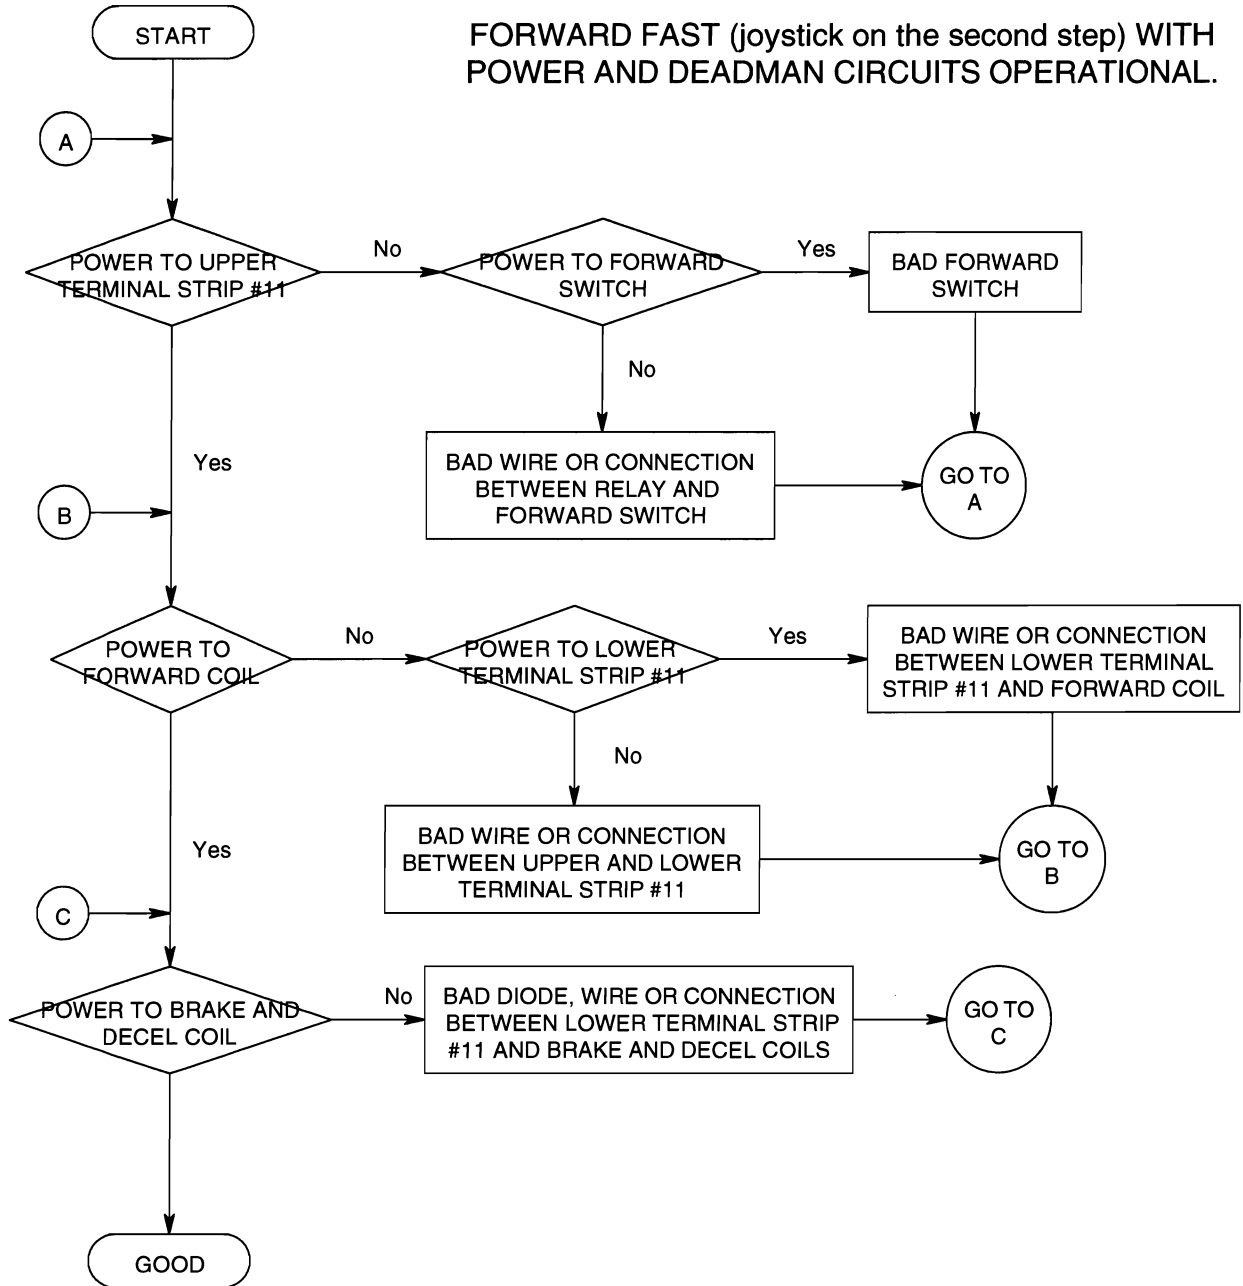 START
FORWARD FAST (joystick on the second step) WITH
POWER AND DEADMAN CIRCUITS OPERATIONAL.
A
POWER TO UPPER
TERMINAL STRIP #11
No
POWER TO FORWARD
SWITCH
Yes
BAD FORWARD
SWITCH
No
BAD WIRE OR CONNECTION
BETWEEN RELAY AND
FORWARD SWITCH
GO TO
A
Yes
B
POWER TO
FORWARD COIL
No
POWER TO LOWER
TERMINAL STRIP #11
Yes
BAD WIRE OR CONNECTION
BETWEEN LOWER TERMINAL
STRIP #11 AND FORWARD COIL
No
BAD WIRE OR CONNECTION
BETWEEN UPPER AND LOWER
TERMINAL STRIP #11
GO TO
B
Yes
C
POWER TO BRAKE AND
DECEL COIL
No
BAD DIODE, WIRE OR CONNECTION
BETWEEN LOWER TERMINAL STRIP
#11 AND BRAKE AND DECEL COILS
GO TO
C
GOOD